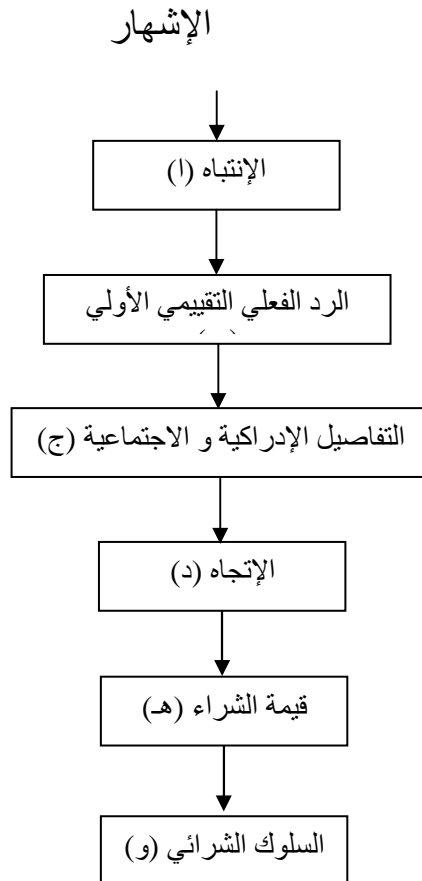 الإشهار
الإنتباه (ا)
الرد الفعلي التقييمي الأولي
التفاصيل الإدراكية و الاجتماعية (ج)
الإتجاه (د)
قيمة الشراء (هـ)
السلوك الشرائي (و)